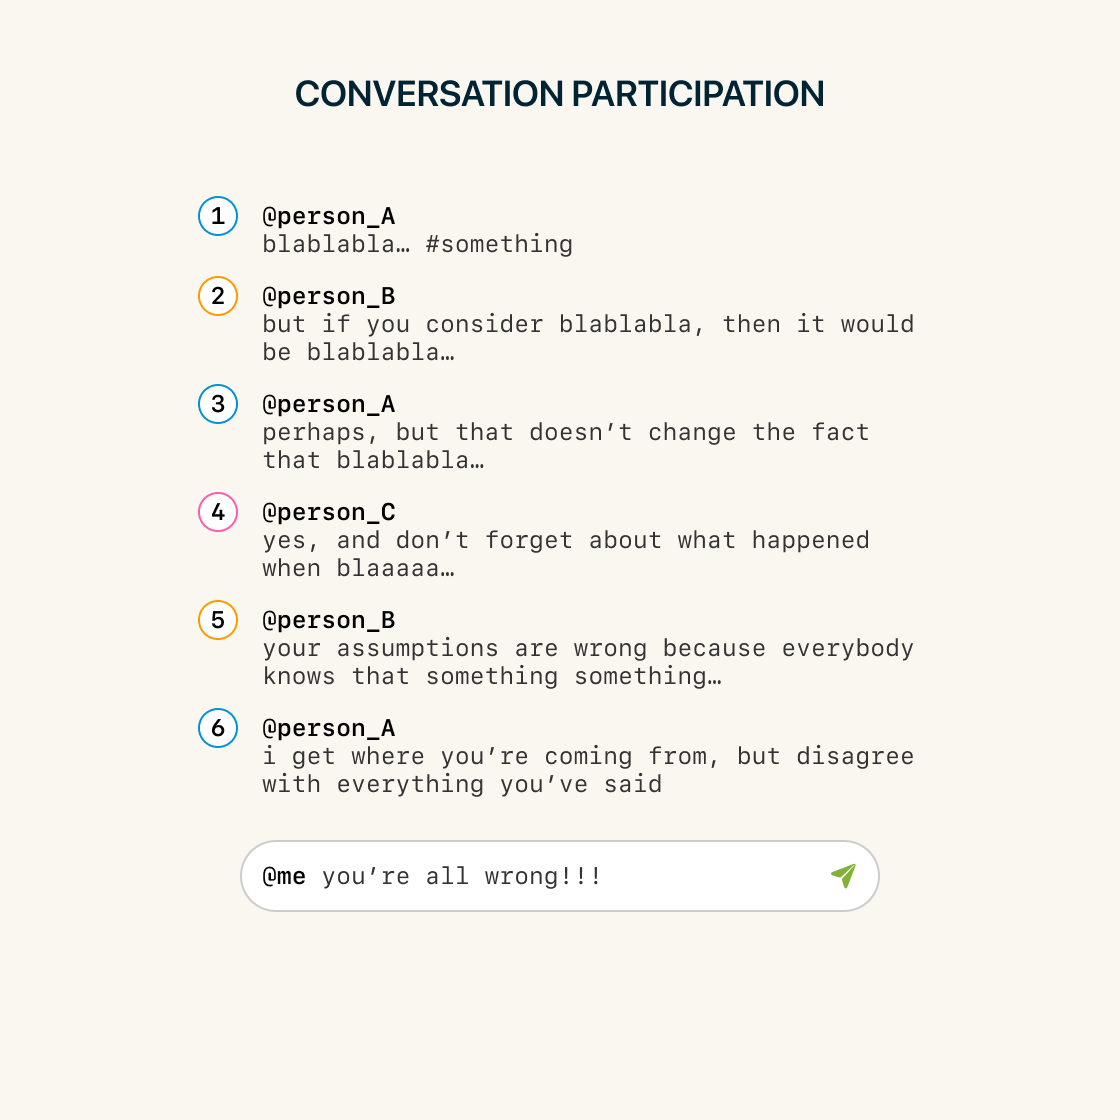 CONVERSATION PARTICIPATION
1 @person_A
blablabla… #something
2 @person_B
but if you consider blablabla, then it would
be blablabla…
3 @person_A
perhaps, but that doesn’t change the fact
that blablabla…
4 @person_C
yes, and don’t forget about what happened
when blaaaaa…
5 @person_B
your assumptions are wrong because everybody
knows that something something…
6 @person_A
i get where you’re coming from, but disagree
with everything you’ve said
@me you’re all wrong!!!